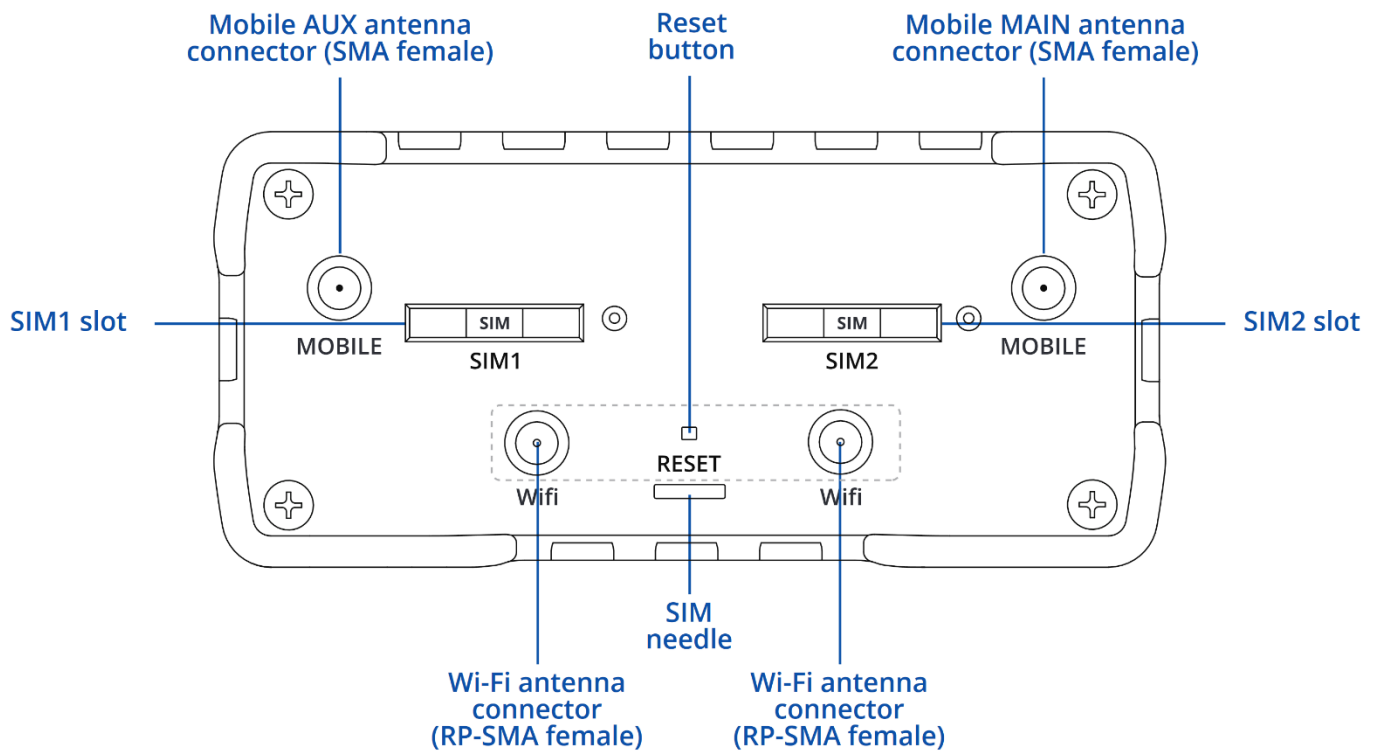 Mobile AUX antenna
connector (SMA female)
Reset
button
Mobile MAIN antenna
connector (SMA female)
SIM1 slot
SIM
SIM
SIM2 slot
MOBILE
SIM1
SIM2
MOBILE
RESET
Wifi
Wifi
SIM
needle
Wi-Fi antenna
connector
(RP-SMA female)
Wi-Fi antenna
connector
(RP-SMA female)